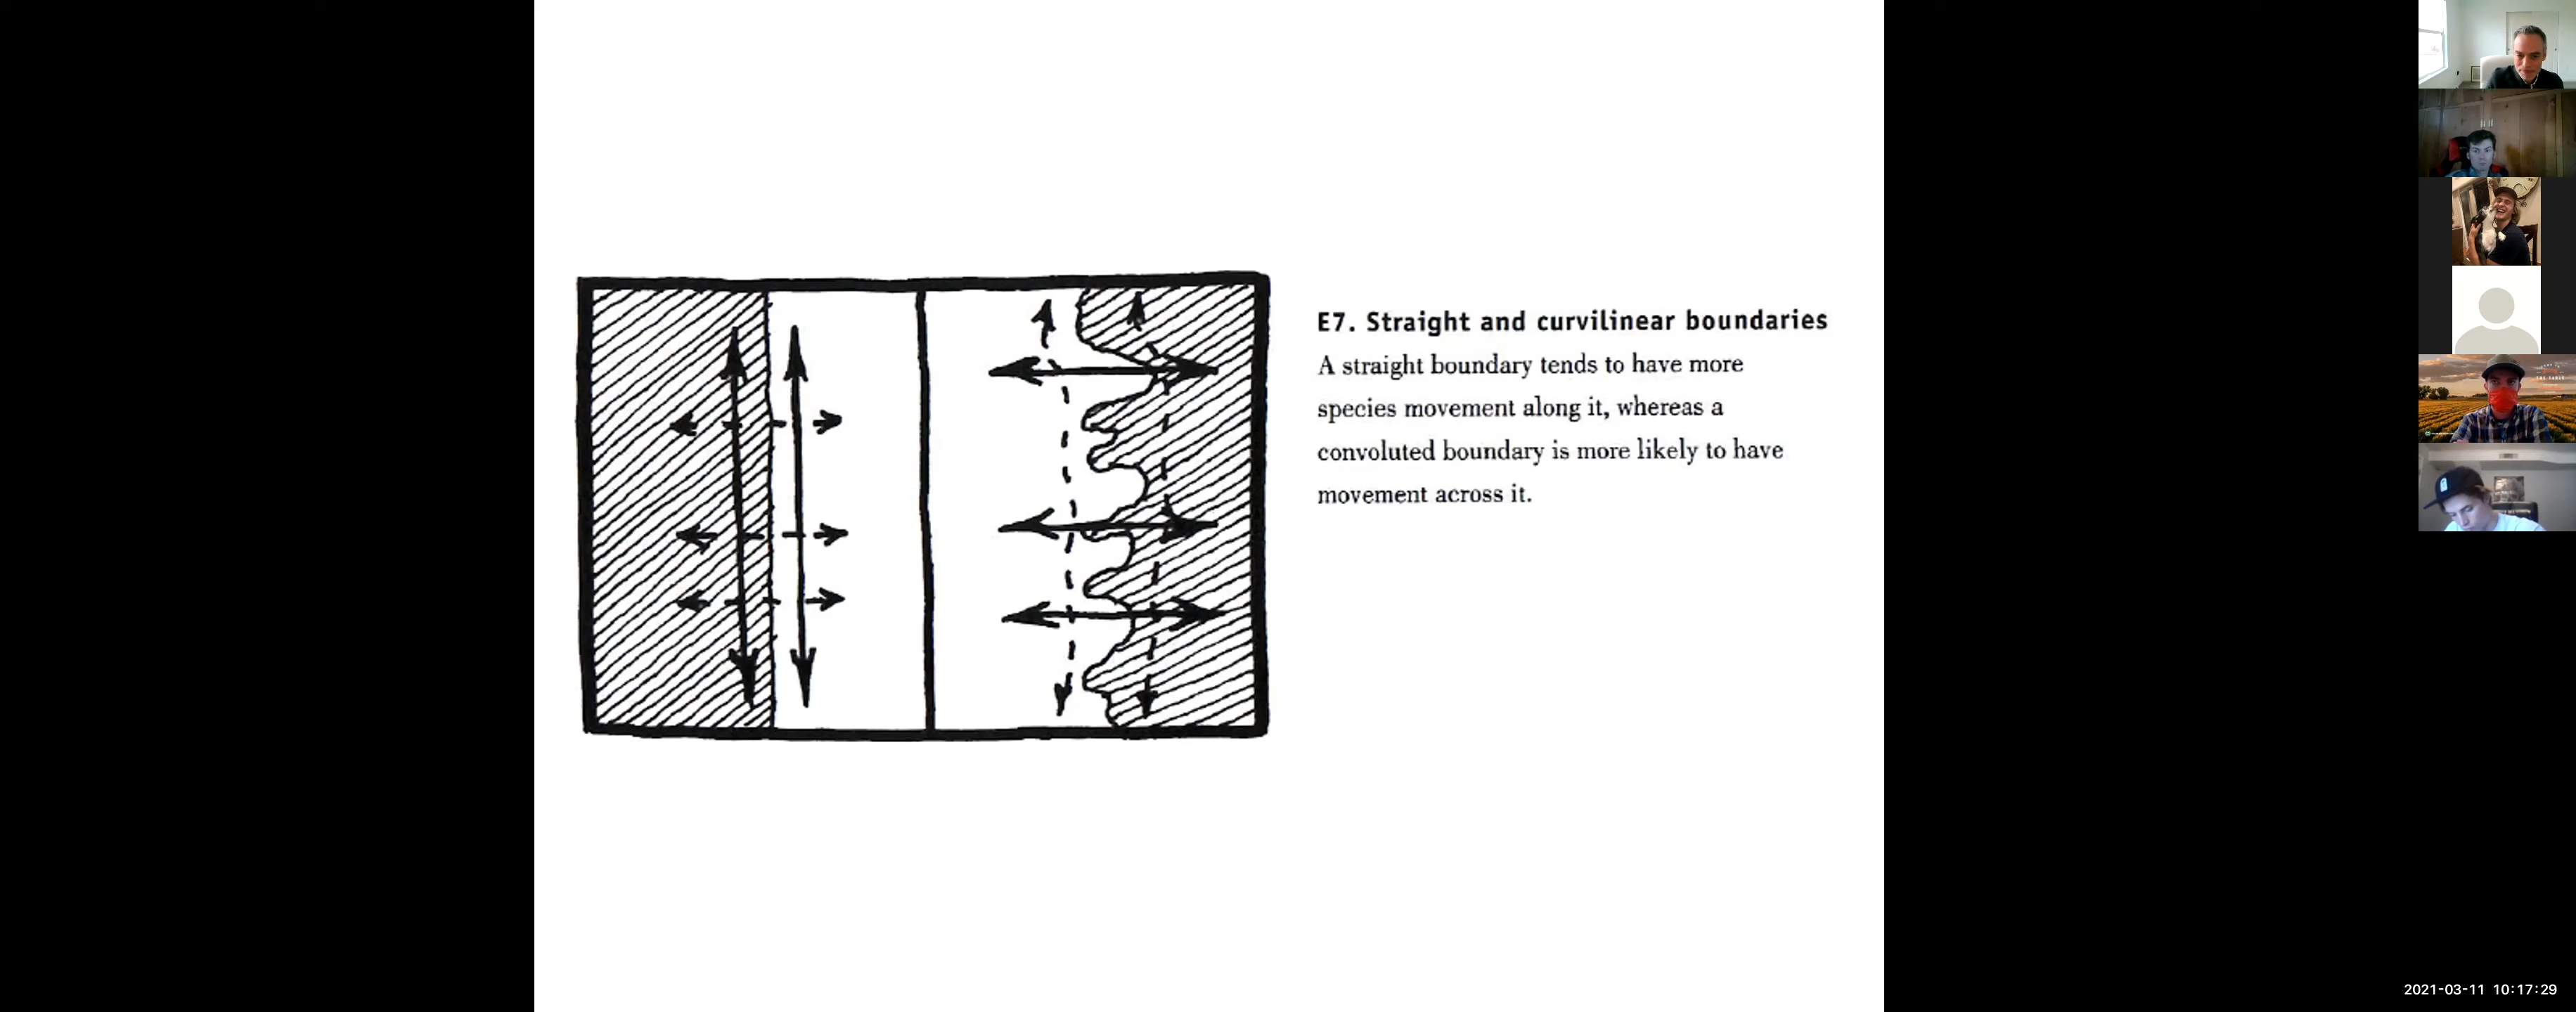 E7. Straight and curvilinear boundaries
A straight boundary tends to have more
species movement along it, whereas a
convoluted boundary is more likely to have
movement across it.
2021-03-11 10:17:29